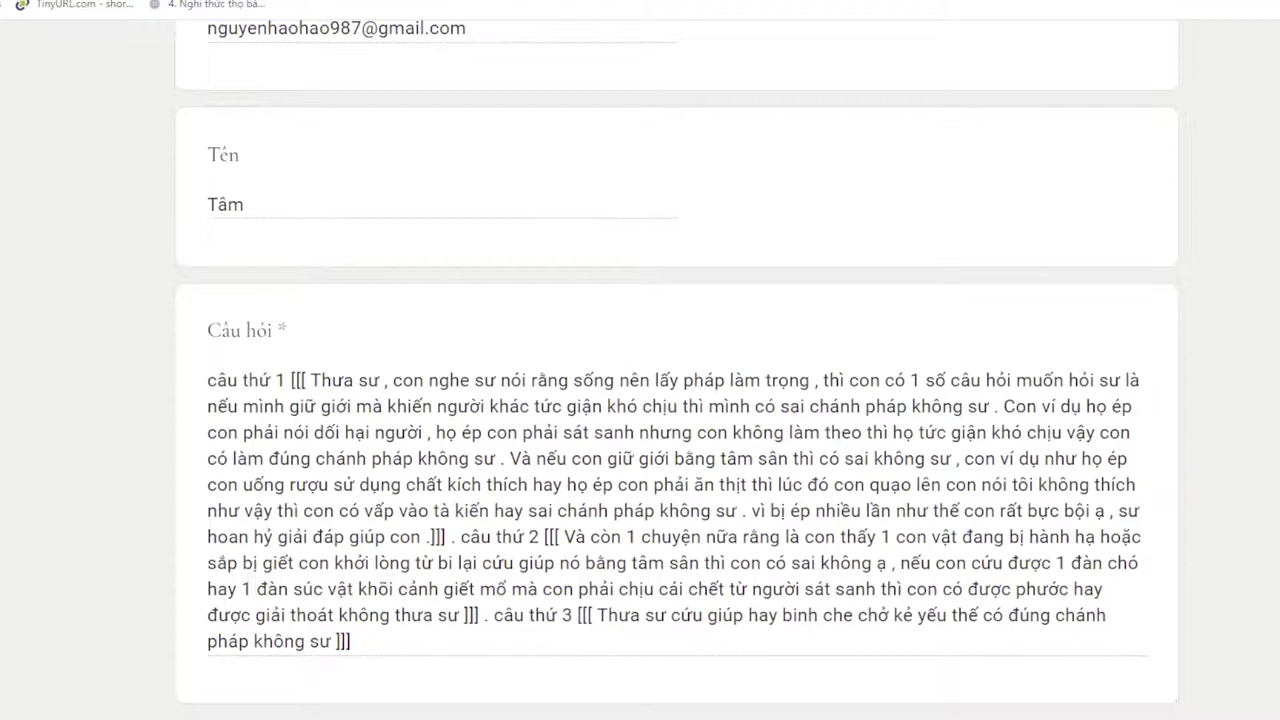 TinyURL.com - shor...
4. Nghi thức thọ bá...
nguyenhaohao987@gmail.com
Tên
Tâm
Câu hỏi *
câu thứ 1 [[[ Thưa sư , con nghe sư nói rằng sống nên lấy pháp làm trọng , thì con có 1 số câu hỏi muốn hỏi sư là
nếu mình giữ giới mà khiến người khác tức giận khó chịu thì mình có sai chánh pháp không sư . Con ví dụ họ ép
con phải nói dối hại người , họ ép con phải sát sanh nhưng con không làm theo thì họ tức giận khó chịu vậy con
có làm đúng chánh pháp không sư . Và nếu con giữ giới bằng tâm sân thì có sai không sư , con ví dụ như họ ép
con uống rượu sử dụng chất kích thích hay họ ép con phải ăn thịt thì lúc đó con quạo lên con nói tôi không thích
như vậy thì con có vấp vào tà kiến hay sai chánh pháp không sư . vì bị ép nhiều lần như thế con rất bực bội ạ , sư
hoan hỷ giải đáp giúp con .]]] . câu thứ 2 [[[ Và còn 1 chuyện nữa rằng là con thấy 1 con vật đang bị hành hạ hoặc
sắp bị giết con khởi lòng từ bi lại cứu giúp nó bằng tâm sân thì con có sai không ạ , nếu con cứu được 1 đàn chó
hay 1 đàn súc vật khõi cảnh giết mổ mà con phải chịu cái chết từ người sát sanh thì con có được phước hay
được giải thoát không thưa sư ]]] . câu thứ 3 [[[ Thưa sư cứu giúp hay binh che chở kẻ yếu thế có đúng chánh
pháp không sư ]]]